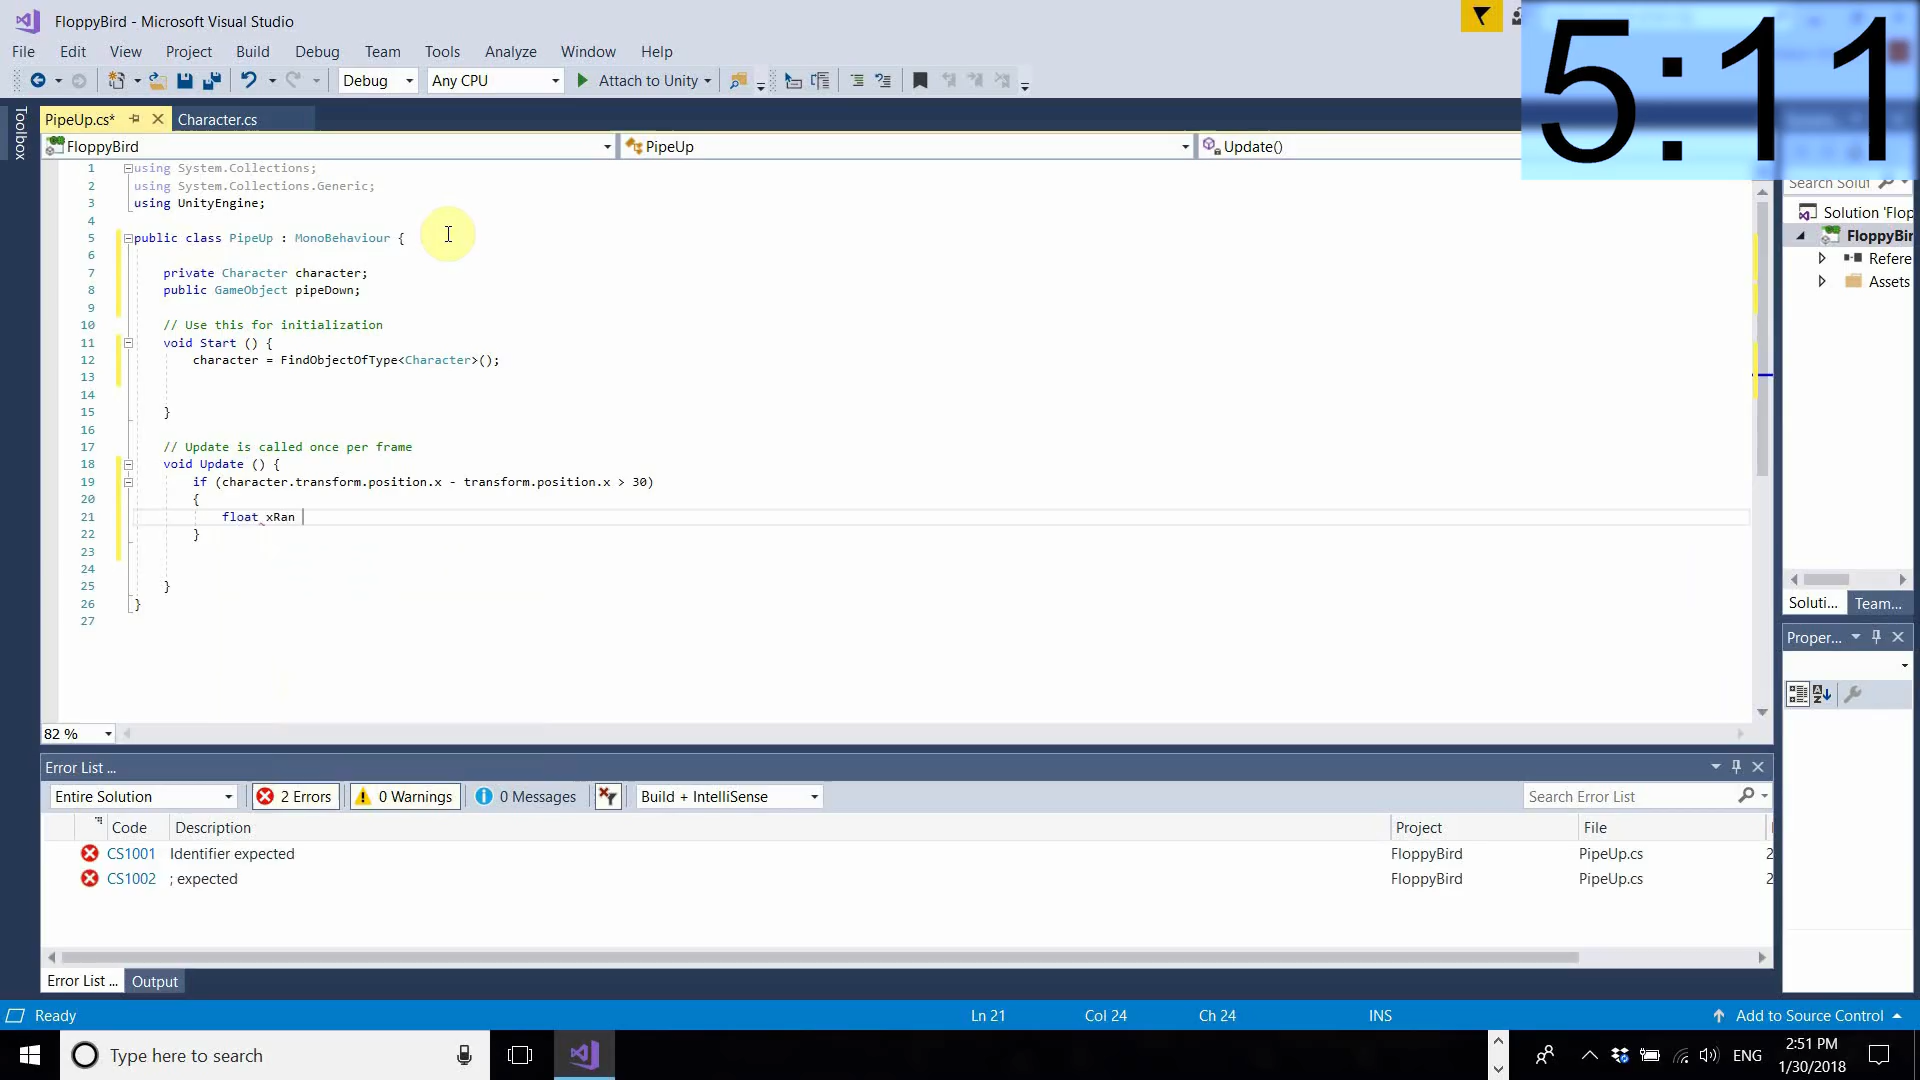 FloppyBird - Microsoft Visual Studio
5:11
File Edit View Project Build Debug Team Tools Analyze Window Help
Debug Any CPU Attach to Unity
Toolbox
PipeUp.cs* Character.cs
FloppyBird PipeUp Update()
1 using System.Collections;
2 using System.Collections.Generic;
3 using UnityEngine;
4
5 public class PipeUp : MonoBehaviour {
6
7 private Character character;
8 public GameObject pipeDown;
9
10 // Use this for initialization
11 void Start () {
12 character = FindObjectOfType<Character>();
13
14
15 }
16
17 // Update is called once per frame
18 void Update () {
19 if (character.transform.position.x - transform.position.x > 30)
20 {
21 float xRan
22 }
23
24
25 }
26 }
27
Search Solut
Solution 'Flop
FloppyBir
Refere
Assets
Soluti... Team...
Proper...
82 %
Error List ...
Entire Solution 2 Errors 0 Warnings 0 Messages Build + IntelliSense Search Error List
Code Description Project File
CS1001 Identifier expected FloppyBird PipeUp.cs 2
CS1002 ; expected FloppyBird PipeUp.cs 2
Error List ... Output
Ready Ln 21 Col 24 Ch 24 INS Add to Source Control
Type here to search ENG 2:51 PM
1/30/2018